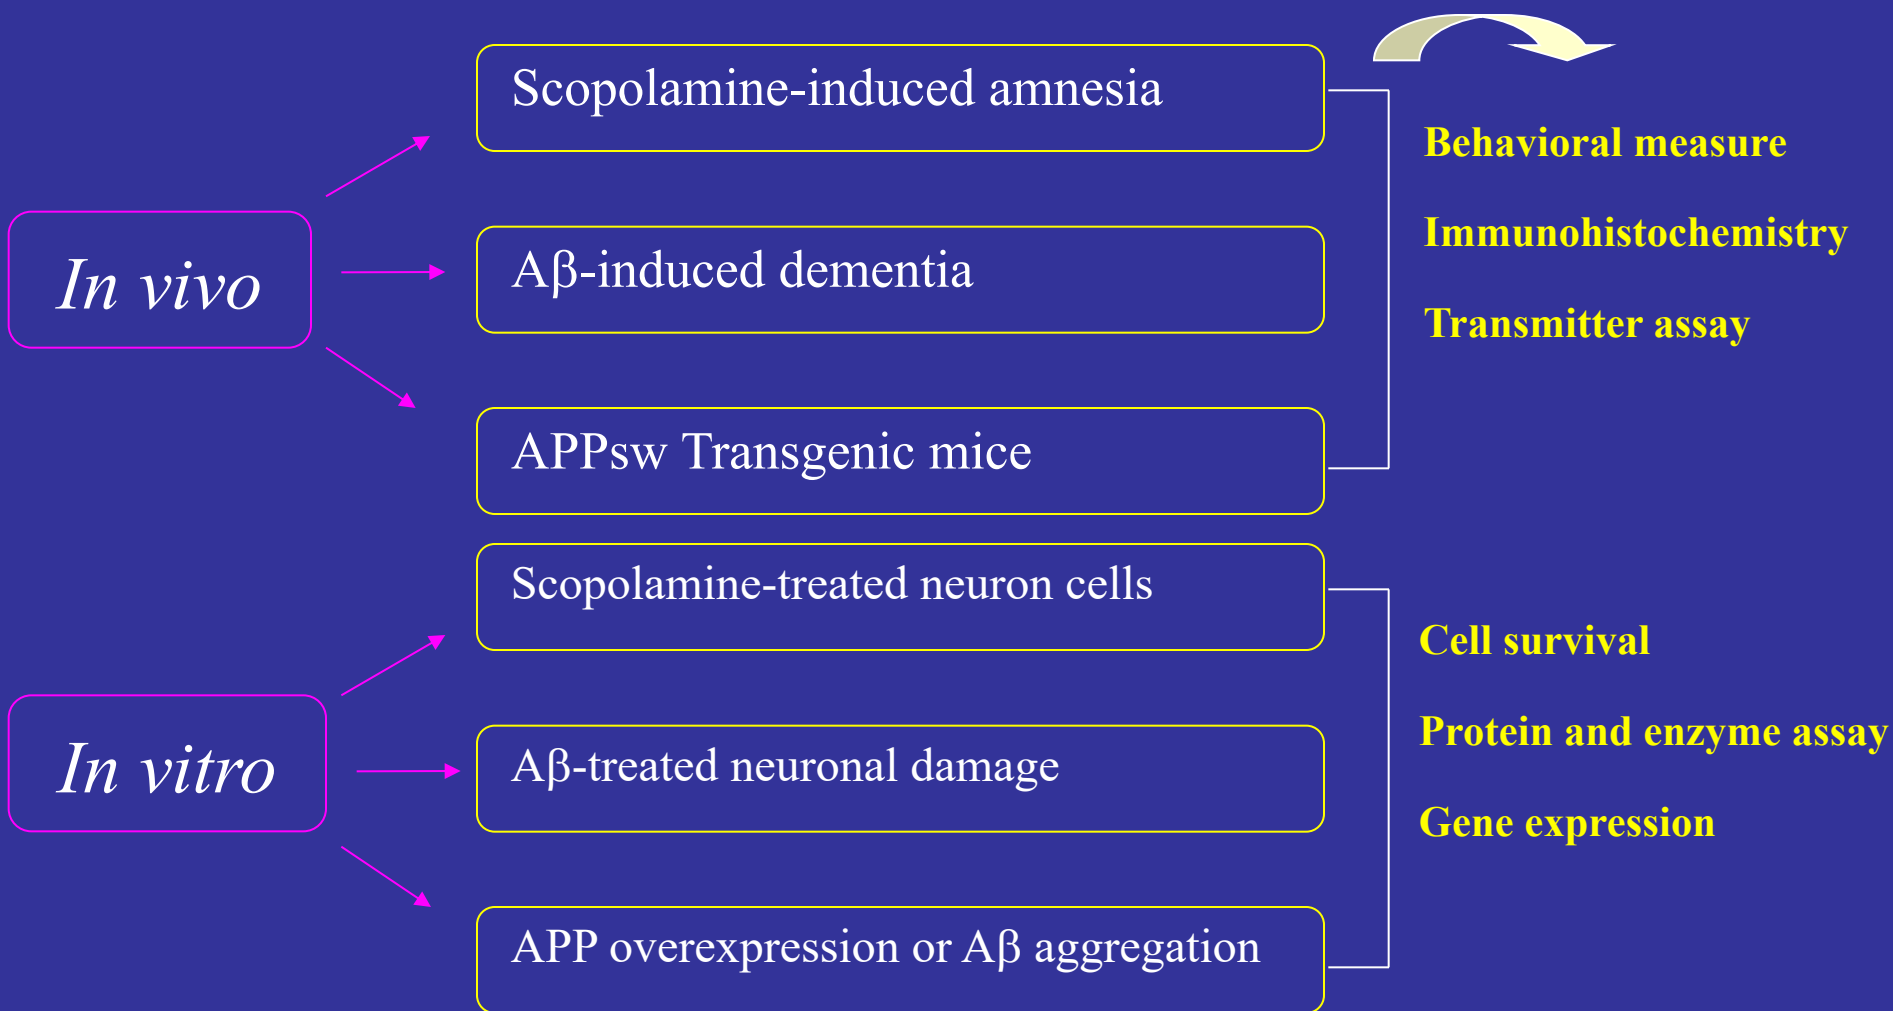 Scopolamine-induced amnesia
Behavioral measure
Immunohistochemistry
In vivo
Aβ-induced dementia
Transmitter assay
APPsw Transgenic mice
Scopolamine-treated neuron cells
Cell survival
In vitro
Aβ-treated neuronal damage
Protein and enzyme assay
Gene expression
APP overexpression or Aβ aggregation